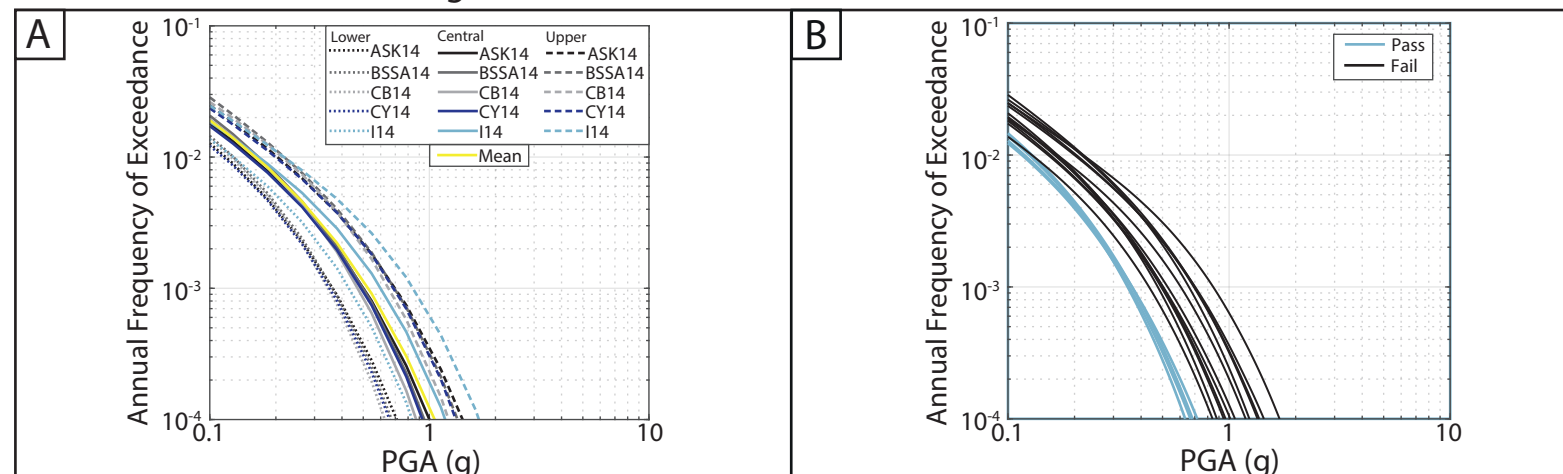 A
Annual Frequency of Exceedance
10-1
10-2
10-3
10-4
0.1
1
10
PGA (g)
Lower
ASK14
BSSA14
CB14
CY14
I14
Central
ASK14
BSSA14
CB14
CY14
I14
Upper
ASK14
BSSA14
CB14
CY14
I14
Mean
B
Annual Frequency of Exceedance
10-1
10-2
10-3
10-4
0.1
1
10
PGA (g)
Pass
Fail